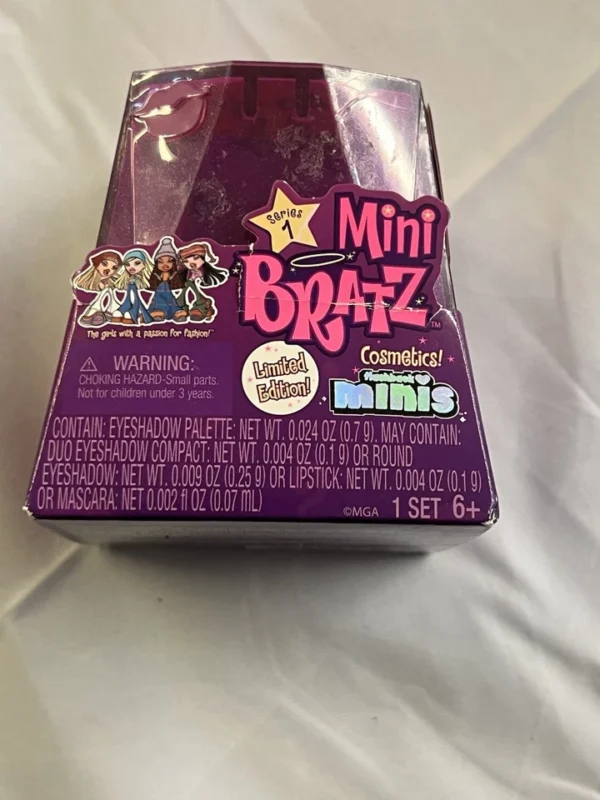 Series
1
Mini
BRATZ™
The girls with a passion for fashion!™
WARNING:
CHOKING HAZARD-Small parts.
Not for children under 3 years.
Limited
Edition!
Cosmetics!
flashback
minis
CONTAIN: EYESHADOW PALETTE: NET WT. 0.024 OZ (0.7 g). MAY CONTAIN:
DUO EYESHADOW COMPACT: NET WT. 0.004 OZ (0.1 g) OR ROUND
EYESHADOW: NET WT. 0.009 OZ (0.25 g) OR LIPSTICK: NET WT. 0.004 OZ (0.1 g)
OR MASCARA: NET 0.002 fl OZ (0.07 mL)
©MGA 1 SET 6+